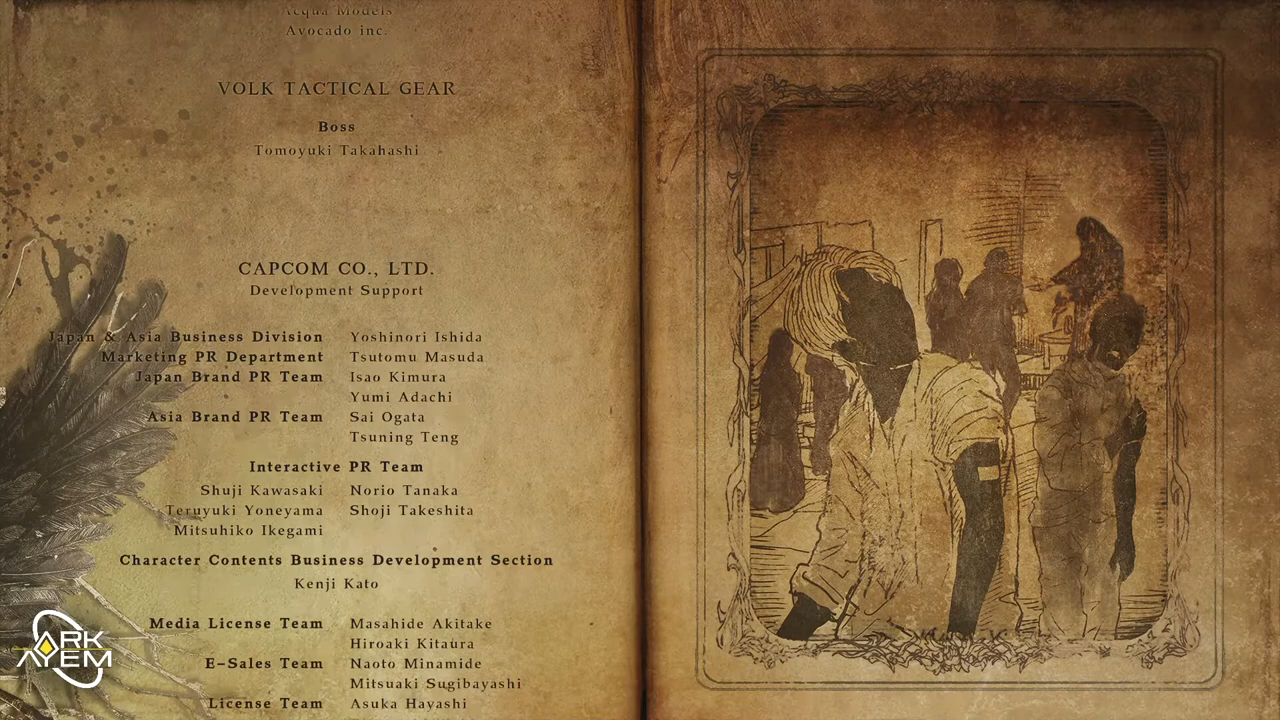 Acqua Models
Avocado inc.
VOLK TACTICAL GEAR
Boss
Tomoyuki Takahashi
CAPCOM CO., LTD.
Development Support
Japan & Asia Business Division Yoshinori Ishida
Marketing PR Department Tsutomu Masuda
Japan Brand PR Team Isao Kimura
Yumi Adachi
Asia Brand PR Team Sai Ogata
Tsuning Teng
Interactive PR Team
Shuji Kawasaki Norio Tanaka
Teruyuki Yoneyama Shoji Takeshita
Mitsuhiko Ikegami
Character Contents Business Development Section
Kenji Kato
Media License Team Masahide Akitake
Hiroaki Kitaura
E-Sales Team Naoto Minamide
Mitsuaki Sugibayashi
License Team Asuka Hayashi
ARK
AYEM